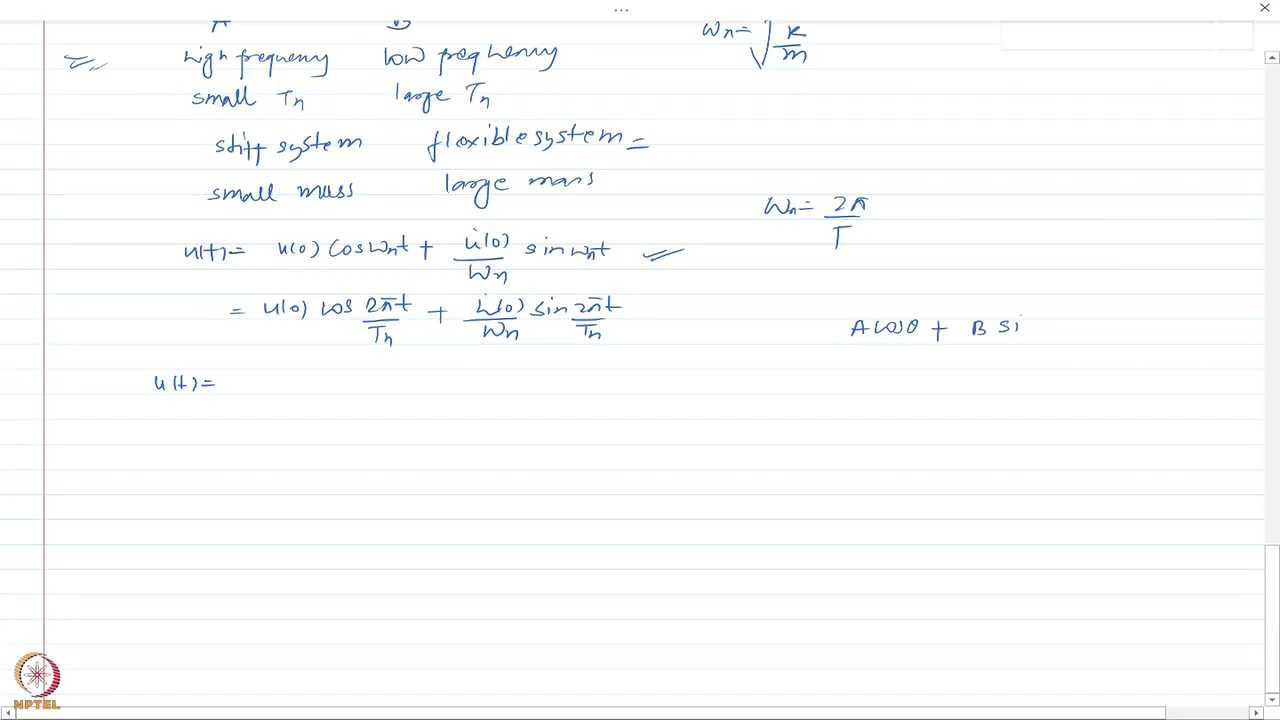 A B
ωn = √k/m
high frequency low frequency
small Tn large Tn
stiff system flexible system =
small mass large mass
ωn = 2π/T
u(t) = u(0) cos ωnt + u̇(0)/ωn sin ωnt
= u(0) cos 2πt/Tn + u̇(0)/ωn sin 2πt/Tn
A cosθ + B si
u(t) =
NPTEL